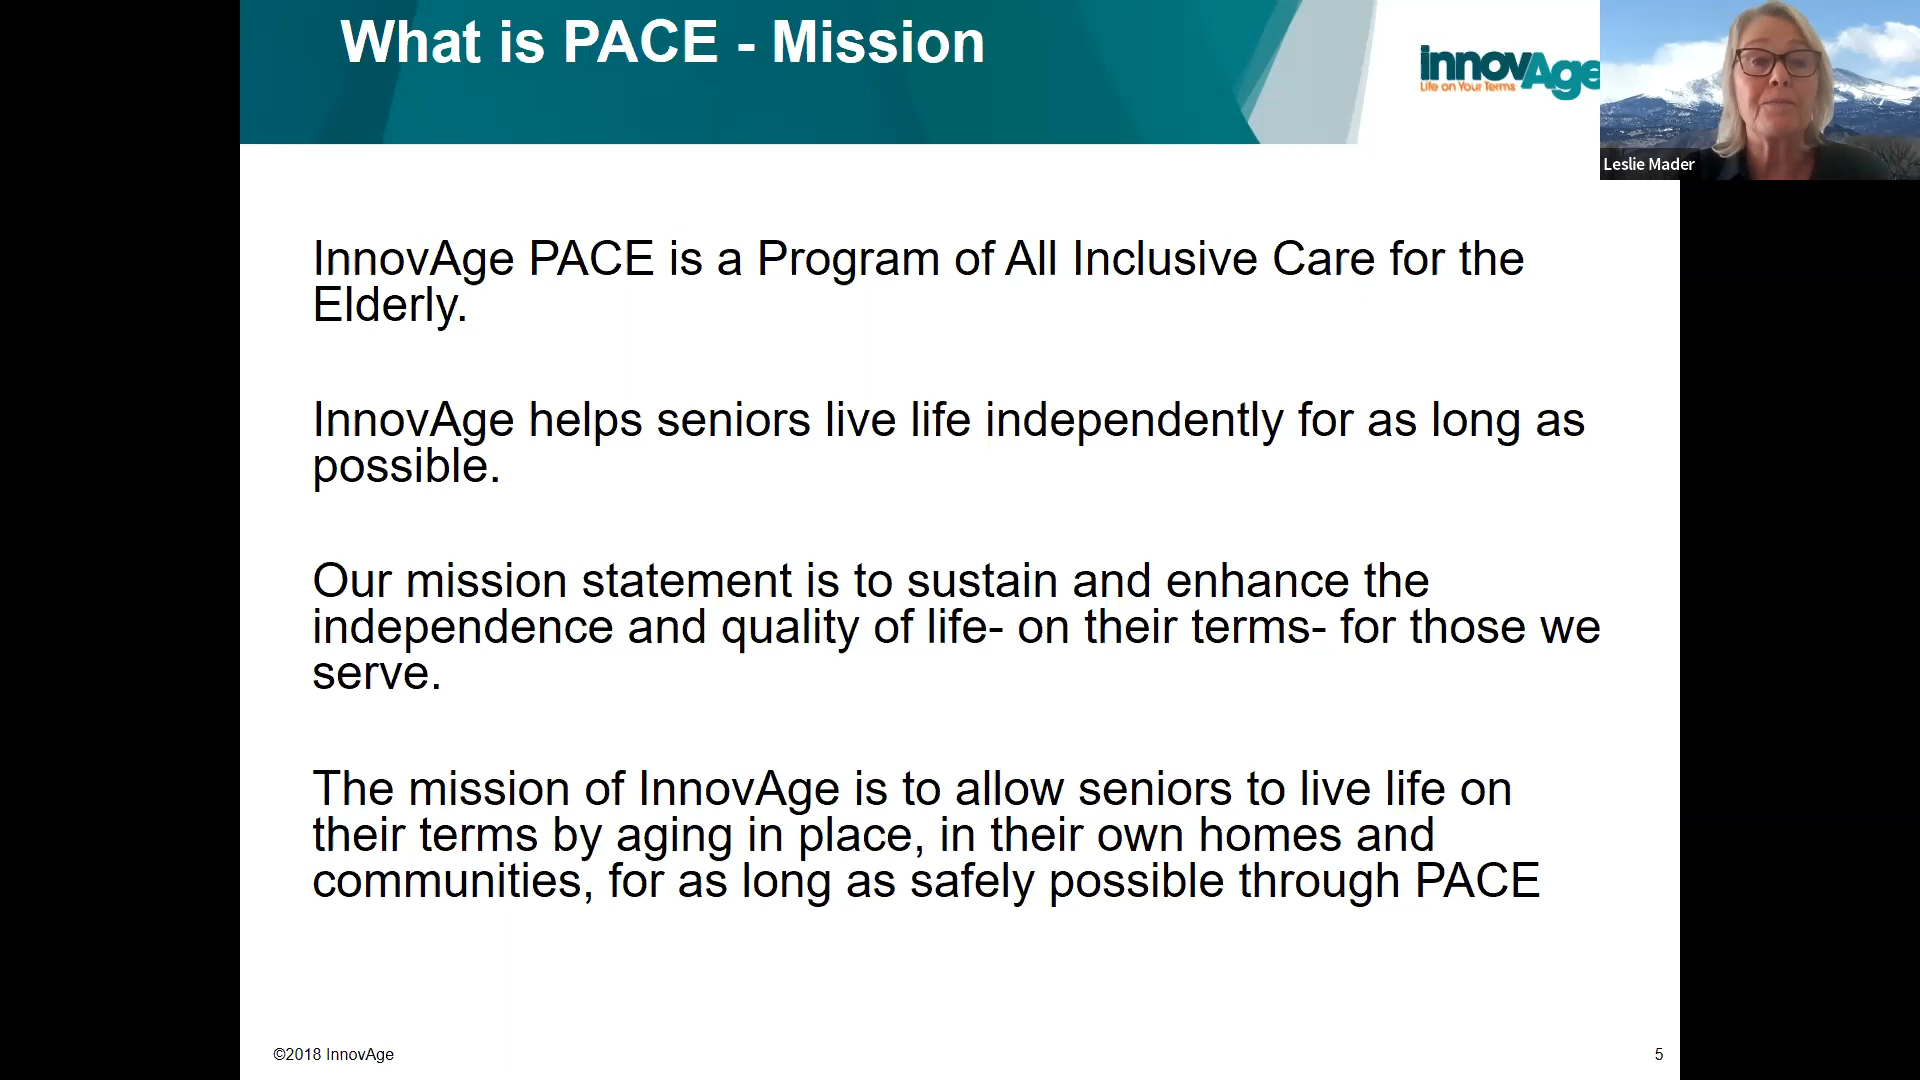 What is PACE - Mission
innovAge
Life on Your Terms
Leslie Mader
InnovAge PACE is a Program of All Inclusive Care for the
Elderly.
InnovAge helps seniors live life independently for as long as
possible.
Our mission statement is to sustain and enhance the
independence and quality of life- on their terms- for those we
serve.
The mission of InnovAge is to allow seniors to live life on
their terms by aging in place, in their own homes and
communities, for as long as safely possible through PACE
©2018 InnovAge
5